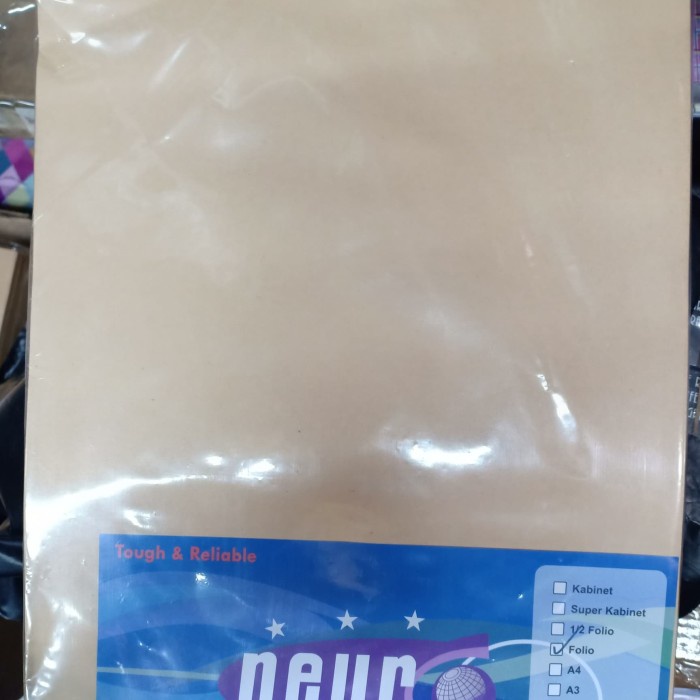 Tough & Reliable
Kabinet
Super Kabinet
1/2 Folio
Folio
A4
A3